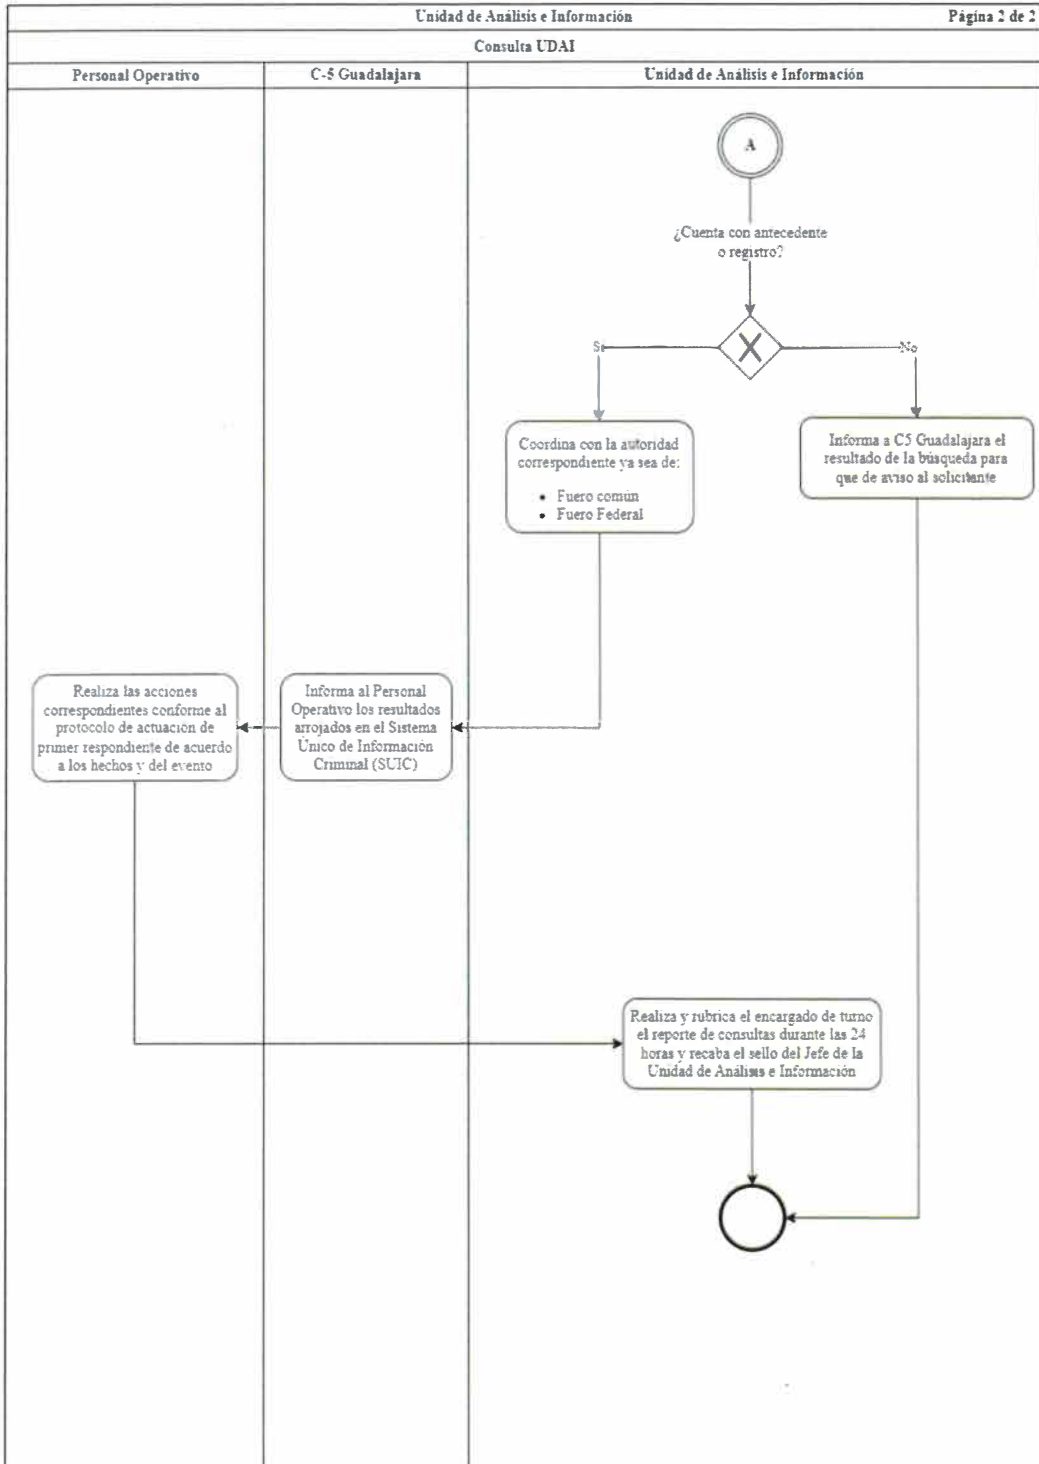 Unidad de Análisis e Información
Página 2 de 2
Consulta UDAI
Personal Operativo
C-5 Guadalajara
Unidad de Análisis e Información
A
¿Cuenta con antecedente
o registro?
Si
No
Coordina con la autoridad
correspondiente ya sea de:
• Fuero común
• Fuero Federal
Informa a C5 Guadalajara el
resultado de la búsqueda para
que de aviso al solicitante
Realiza las acciones
correspondientes conforme al
protocolo de actuación de
primer respondiente de acuerdo
a los hechos y del evento
Informa al Personal
Operativo los resultados
arrojados en el Sistema
Único de Información
Criminal (SUIC)
Realiza y rubrica el encargado de turno
el reporte de consultas durante las 24
horas y recaba el sello del Jefe de la
Unidad de Análisis e Información